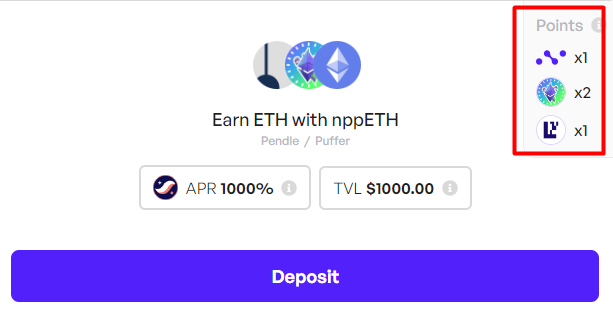 Points
x1
x2
x1
Earn ETH with nppETH
Pendle / Puffer
APR 1000%
TVL $1000.00
Deposit